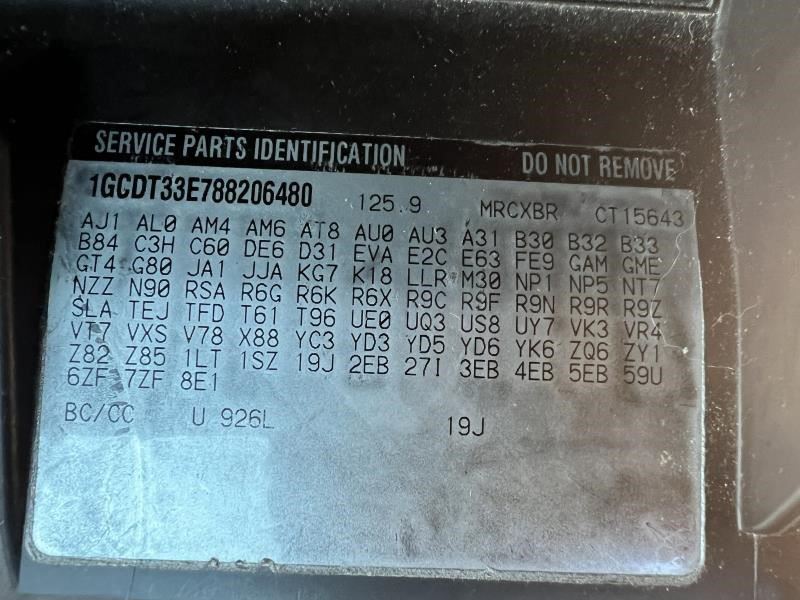 SERVICE PARTS IDENTIFICATION DO NOT REMOVE
1GCDT33E788206480 125.9 MRCXBR CT15643
AJ1 AL0 AM4 AM6 AT8 AU0 AU3 A31 B30 B32 B33
B84 C3H C60 DE6 D31 EVA E2C E63 FE9 GAM GME
GT4 G80 JA1 JJA KG7 K18 LLR M30 NP1 NP5 NT7
NZZ N90 RSA R6G R6K R6X R9C R9F R9N R9R R9Z
SLA TEJ TFD T61 T96 UE0 UQ3 US8 UY7 VK3 VR4
VT7 VXS V78 X88 YC3 YD3 YD5 YD6 YK6 ZQ6 ZY1
Z82 Z85 1LT 1SZ 19J 2EB 27I 3EB 4EB 5EB 59U
6ZF 7ZF 8E1
BC/CC U 926L 19J